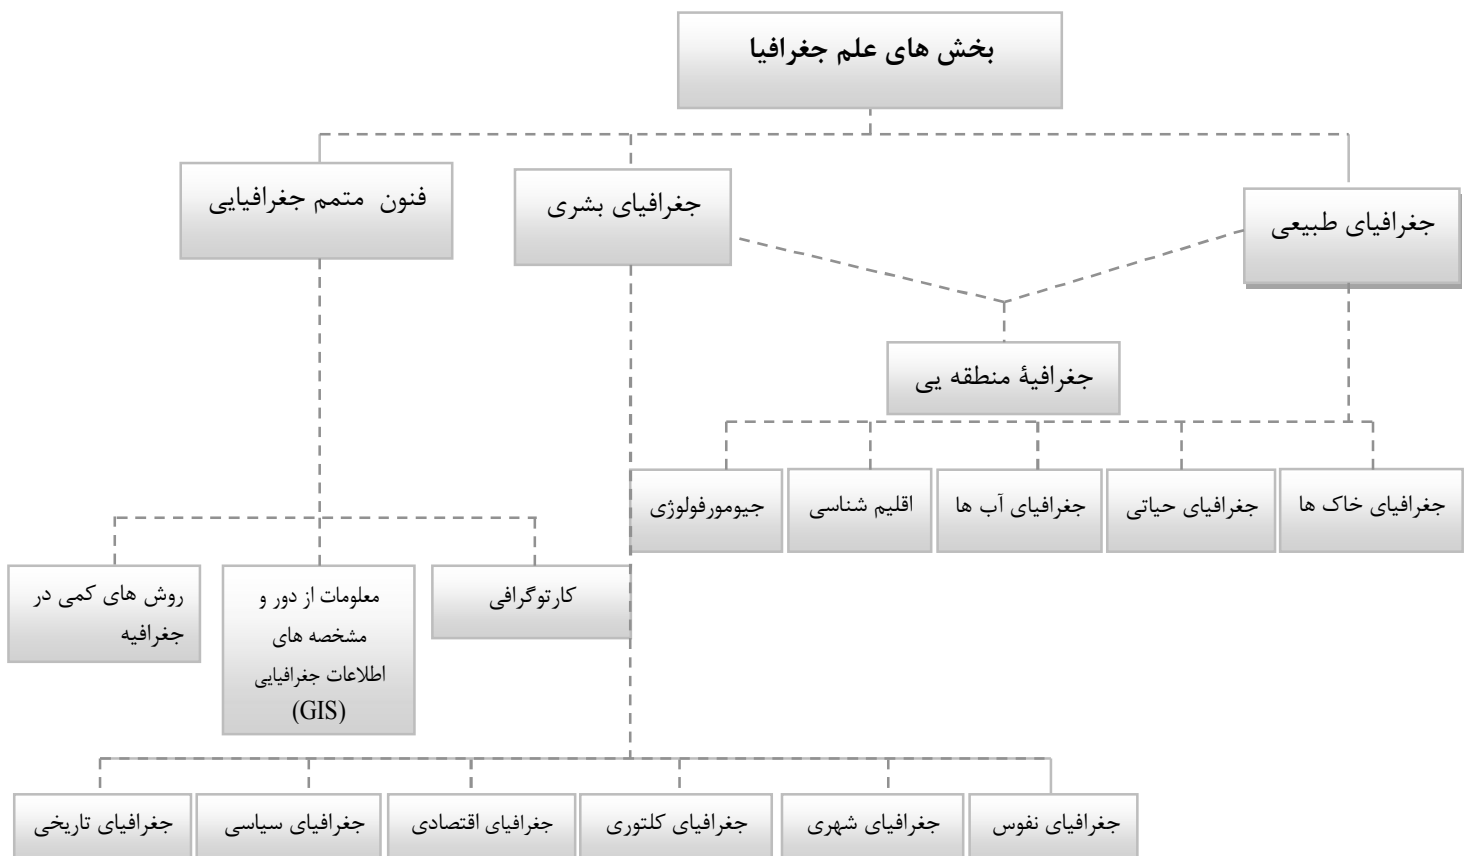 بخش های علم جغرافیا
جغرافیای طبیعی
جغرافیای بشری
فنون متمم جغرافیایی
جغرافیۀ منطقه یی
جغرافیای خاک ها
جغرافیای حیاتی
جغرافیای آب ها
اقلیم شناسی
جیومورفولوژی
کارتوگرافی
معلومات از دور و
مشخصه های
اطلاعات جغرافیایی
(GIS)
روش های کمی در
جغرافیه
جغرافیای نفوس
جغرافیای شهری
جغرافیای کلتوری
جغرافیای اقتصادی
جغرافیای سیاسی
جغرافیای تاریخی